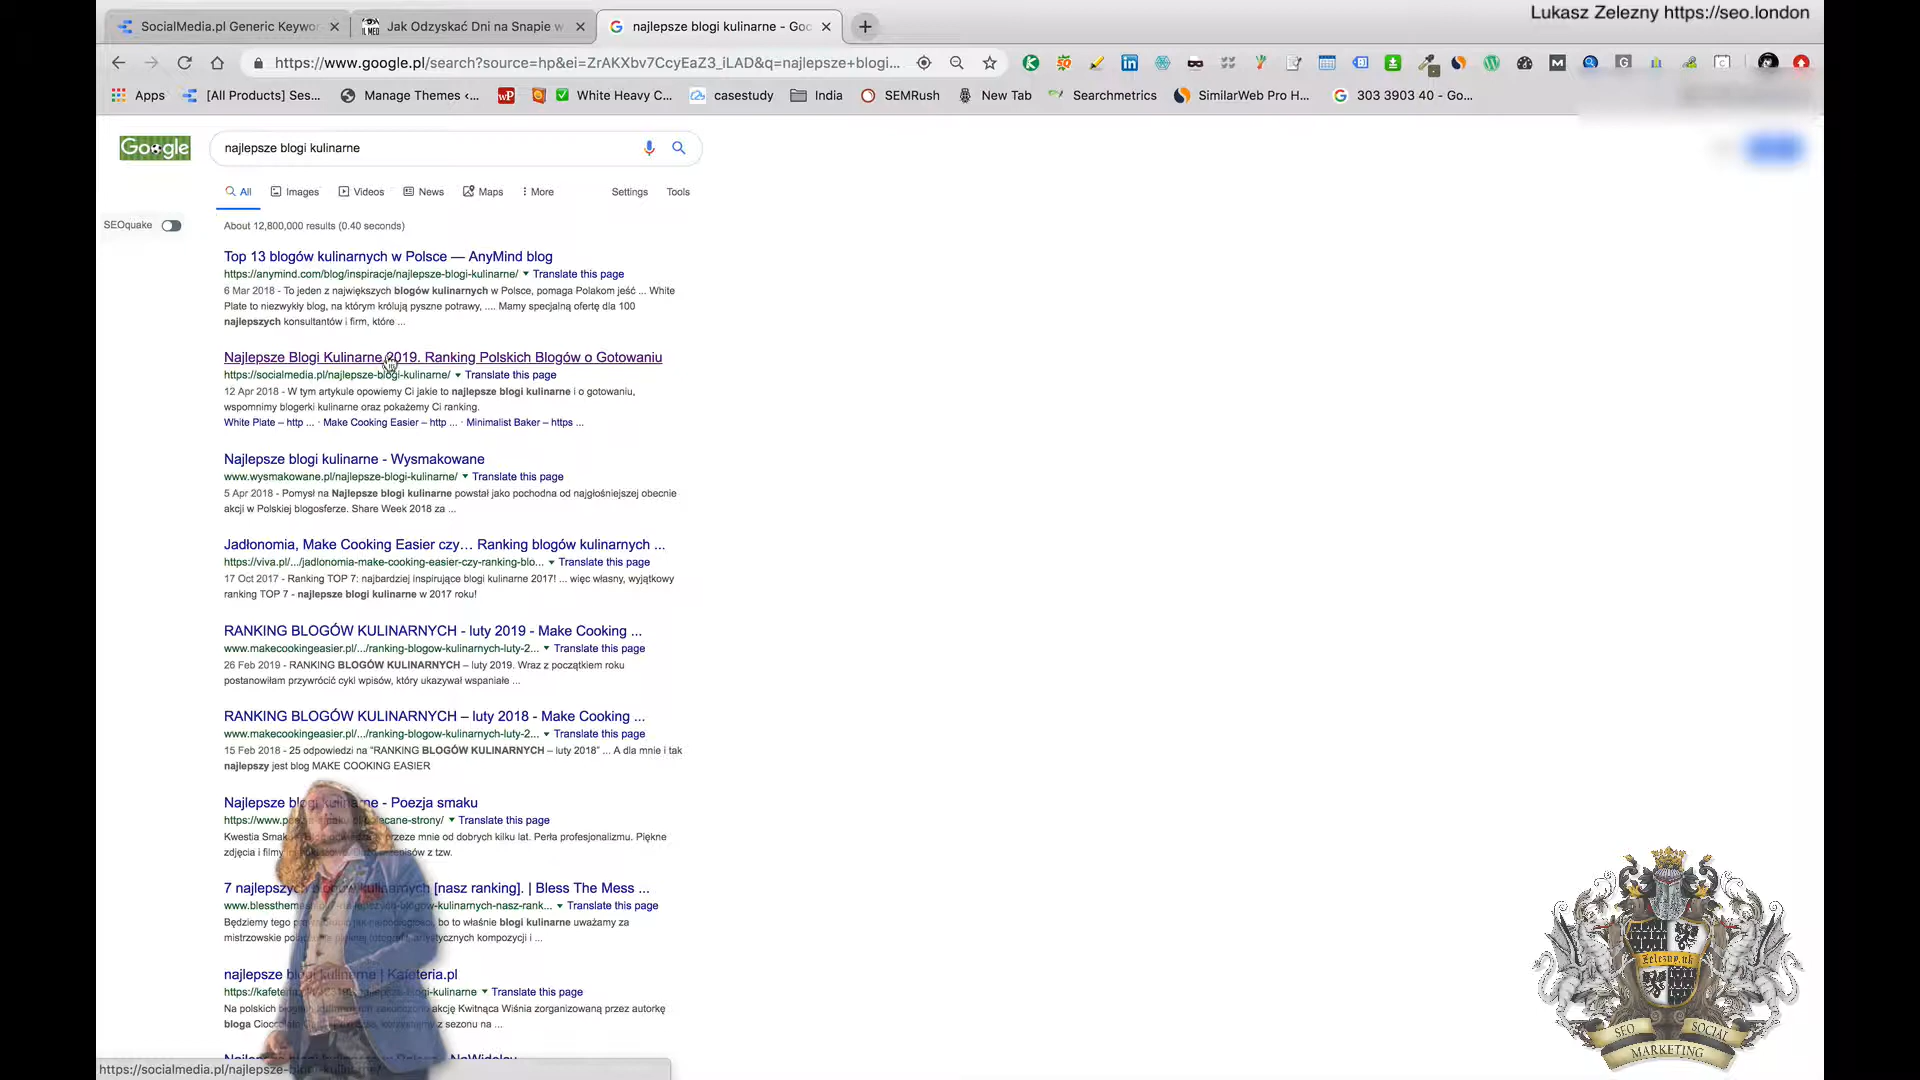 Lukasz Zelezny https://seo.london
SocialMedia.pl Generic Keywor
Jak Odzyskać Dni na Snapie w
najlepsze blogi kulinarne - Goo
https://www.google.pl/search?source=hp&ei=ZrAKXbv7CcyEaZ3_iLAD&q=najlepsze+blogi...
Apps
[All Products] Ses...
Manage Themes ‹...
White Heavy C...
casestudy
India
SEMRush
New Tab
Searchmetrics
SimilarWeb Pro H...
303 3903 40 - Go...
Google
najlepsze blogi kulinarne
All
Images
Videos
News
Maps
More
Settings
Tools
SEOquake
About 12,800,000 results (0.40 seconds)
Top 13 blogów kulinarnych w Polsce — AnyMind blog
https://anymind.com/blog/inspiracje/najlepsze-blogi-kulinarne/ Translate this page
6 Mar 2018 - To jeden z największych blogów kulinarnych w Polsce, pomaga Polakom jeść ... White
Plate to niezwykły blog, na którym królują pyszne potrawy, .... Mamy specjalną ofertę dla 100
najlepszych konsultantów i firm, które ...
Najlepsze Blogi Kulinarne 2019. Ranking Polskich Blogów o Gotowaniu
https://socialmedia.pl/najlepsze-blogi-kulinarne/ Translate this page
12 Apr 2018 - W tym artykule opowiemy Ci jakie to najlepsze blogi kulinarne i o gotowaniu,
wspomnimy blogerki kulinarne oraz pokażemy Ci ranking.
White Plate – http ... · Make Cooking Easier – http ... · Minimalist Baker – https ...
Najlepsze blogi kulinarne - Wysmakowane
www.wysmakowane.pl/najlepsze-blogi-kulinarne/ Translate this page
5 Apr 2018 - Pomysł na Najlepsze blogi kulinarne powstał jako pochodna od najgłośniejszej obecnie
akcji w Polskiej blogosferze. Share Week 2018 za ...
Jadłonomia, Make Cooking Easier czy… Ranking blogów kulinarnych ...
https://viva.pl/.../jadlonomia-make-cooking-easier-czy-ranking-blo... Translate this page
17 Oct 2017 - Ranking TOP 7: najbardziej inspirujące blogi kulinarne 2017! ... więc własny, wyjątkowy
ranking TOP 7 - najlepsze blogi kulinarne w 2017 roku!
RANKING BLOGÓW KULINARNYCH - luty 2019 - Make Cooking ...
www.makecookingeasier.pl/.../ranking-blogow-kulinarnych-luty-2... Translate this page
26 Feb 2019 - RANKING BLOGÓW KULINARNYCH – luty 2019. Wraz z początkiem roku
postanowiłam przywrócić cykl wpisów, który ukazywał wspaniałe ...
RANKING BLOGÓW KULINARNYCH – luty 2018 - Make Cooking ...
www.makecookingeasier.pl/.../ranking-blogow-kulinarnych-luty-2... Translate this page
15 Feb 2018 - 25 odpowiedzi na “RANKING BLOGÓW KULINARNYCH – luty 2018” ... A dla mnie i tak
najlepszy jest blog MAKE COOKING EASIER
Najlepsze blogi kulinarne - Poezja smaku
Translate this page
Kwestia przeze mnie od dobrych kilku lat. Perła profesjonalizmu. Piękne
zdjęcia i filmy z tzw.
7 najlepszych blogów kulinarnych [nasz ranking]. | Bless The Mess ...
Translate this page
Będziemy tego bo to właśnie blogi kulinarne uważamy za
mistrzowskie artystycznych kompozycji i ...
najlepsze blogi kulinarne | Kafeteria.pl
Translate this page
Na polskich akcję Kwitnąca Wiśnia zorganizowaną przez autorkę
bloga z sezonu na ...
https://socialmedia.pl/najlepsze-blogi-kulinarne/
Zelezny.uk
SEO
SOCIAL
MARKETING